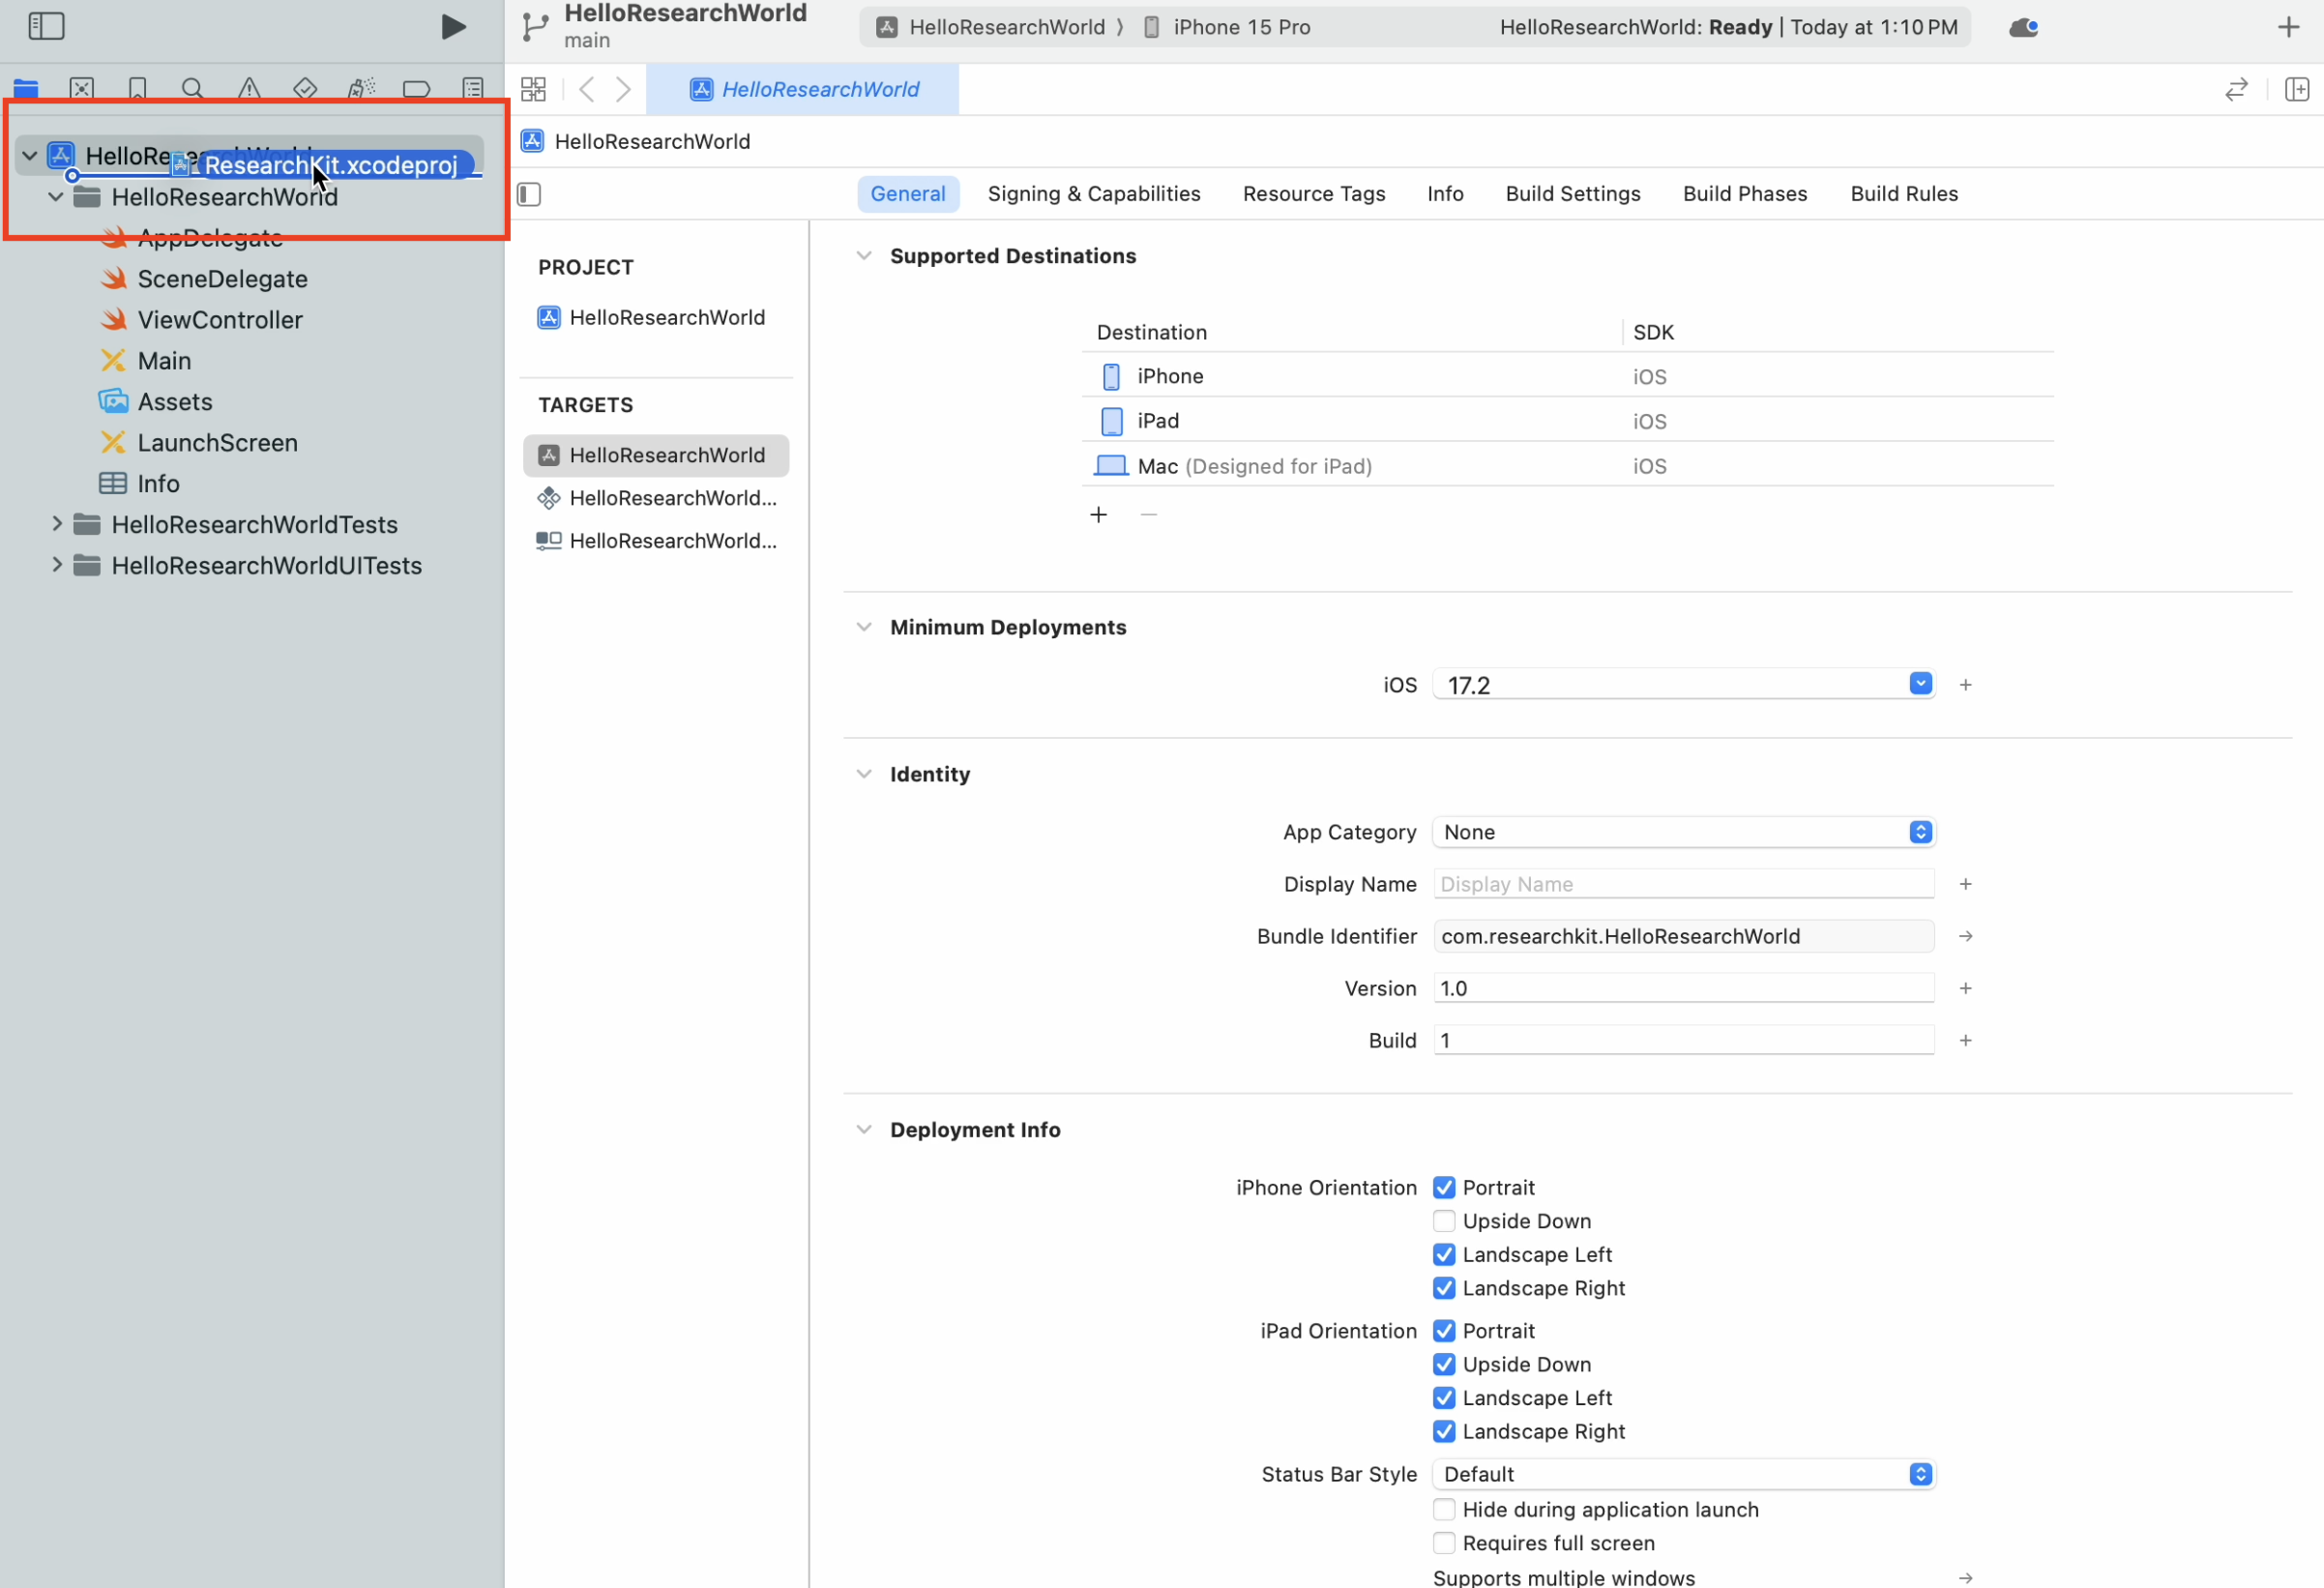 HelloResearchWorld
main
HelloResearchWorld
iPhone 15 Pro
HelloResearchWorld: Ready | Today at 1:10 PM
HelloResearchWorld
HelloResearchWorld
HelloResearchWorld
ResearchKit.xcodeproj
HelloResearchWorld
AppDelegate
SceneDelegate
ViewController
Main
Assets
LaunchScreen
Info
HelloResearchWorldTests
HelloResearchWorldUITests
General
Signing & Capabilities
Resource Tags
Info
Build Settings
Build Phases
Build Rules
PROJECT
HelloResearchWorld
TARGETS
HelloResearchWorld
HelloResearchWorld...
HelloResearchWorld...
Supported Destinations
Destination
SDK
iPhone
iOS
iPad
iOS
Mac (Designed for iPad)
iOS
Minimum Deployments
iOS
17.2
Identity
App Category
None
Display Name
Display Name
Bundle Identifier
com.researchkit.HelloResearchWorld
Version
1.0
Build
1
Deployment Info
iPhone Orientation
Portrait
Upside Down
Landscape Left
Landscape Right
iPad Orientation
Portrait
Upside Down
Landscape Left
Landscape Right
Status Bar Style
Default
Hide during application launch
Requires full screen
Supports multiple windows